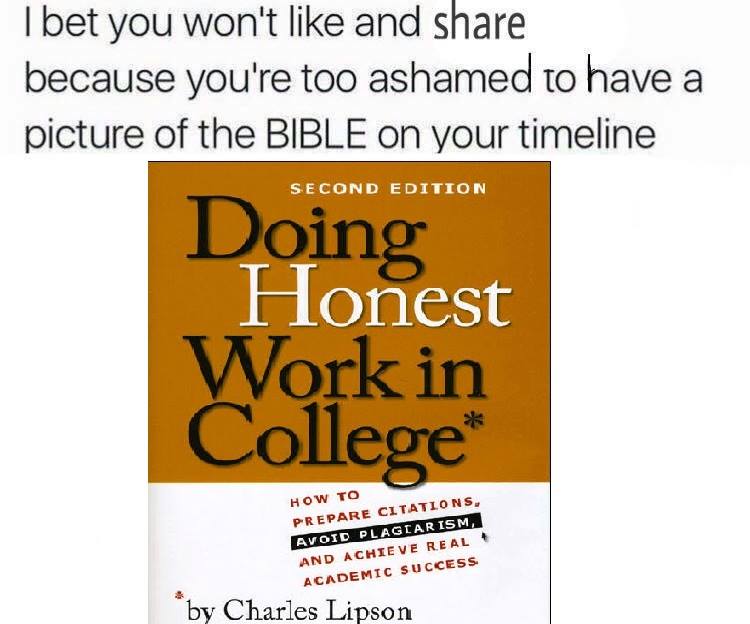 I bet you won't like and share
because you're too ashamed to have a
picture of the BIBLE on your timeline
SECOND EDITION
Doing
Honest
Work in
College*
HOW TO
PREPARE CITATIONS,
AVOID PLAGIARISM,
AND ACHIEVE REAL
ACADEMIC SUCCESS
*by Charles Lipson